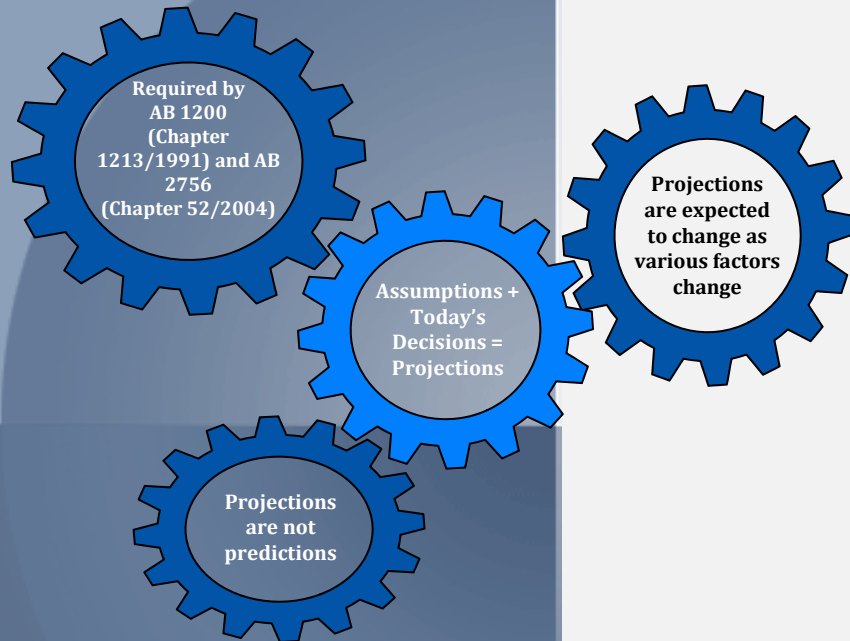 Required by
AB 1200
(Chapter
1213/1991) and AB
2756
(Chapter 52/2004)
Projections
are expected
to change as
various factors
change
Assumptions +
Today’s
Decisions =
Projections
Projections
are not
predictions